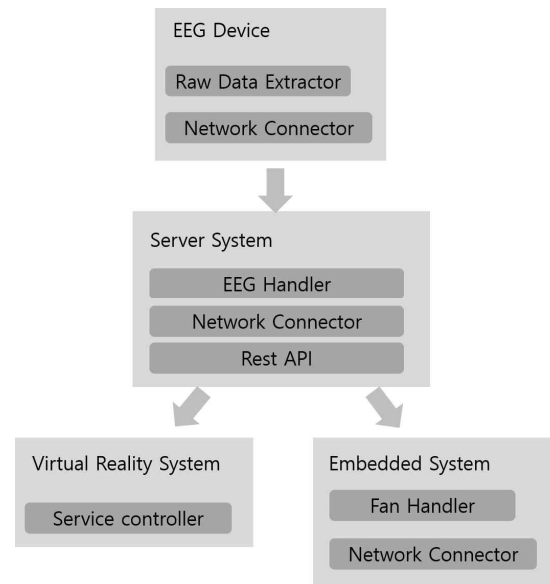 EEG Device
Raw Data Extractor
Network Connector
Server System
EEG Handler
Network Connector
Rest API
Virtual Reality System
Service controller
Embedded System
Fan Handler
Network Connector